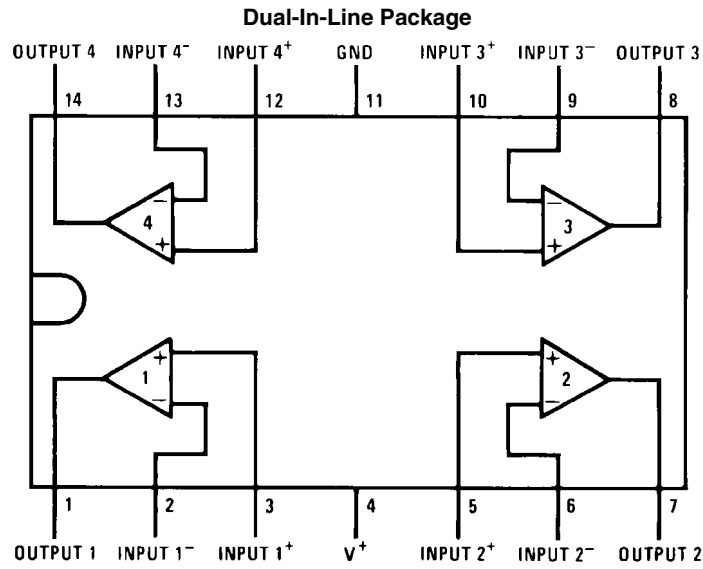 Dual-In-Line Package
OUTPUT 4 INPUT 4⁻ INPUT 4⁺ GND INPUT 3⁺ INPUT 3⁻ OUTPUT 3
14 13 12 11 10 9 8
− −
4 3
+ +
+ +
1 2
− −
1 2 3 4 5 6 7
OUTPUT 1 INPUT 1⁻ INPUT 1⁺ V⁺ INPUT 2⁺ INPUT 2⁻ OUTPUT 2